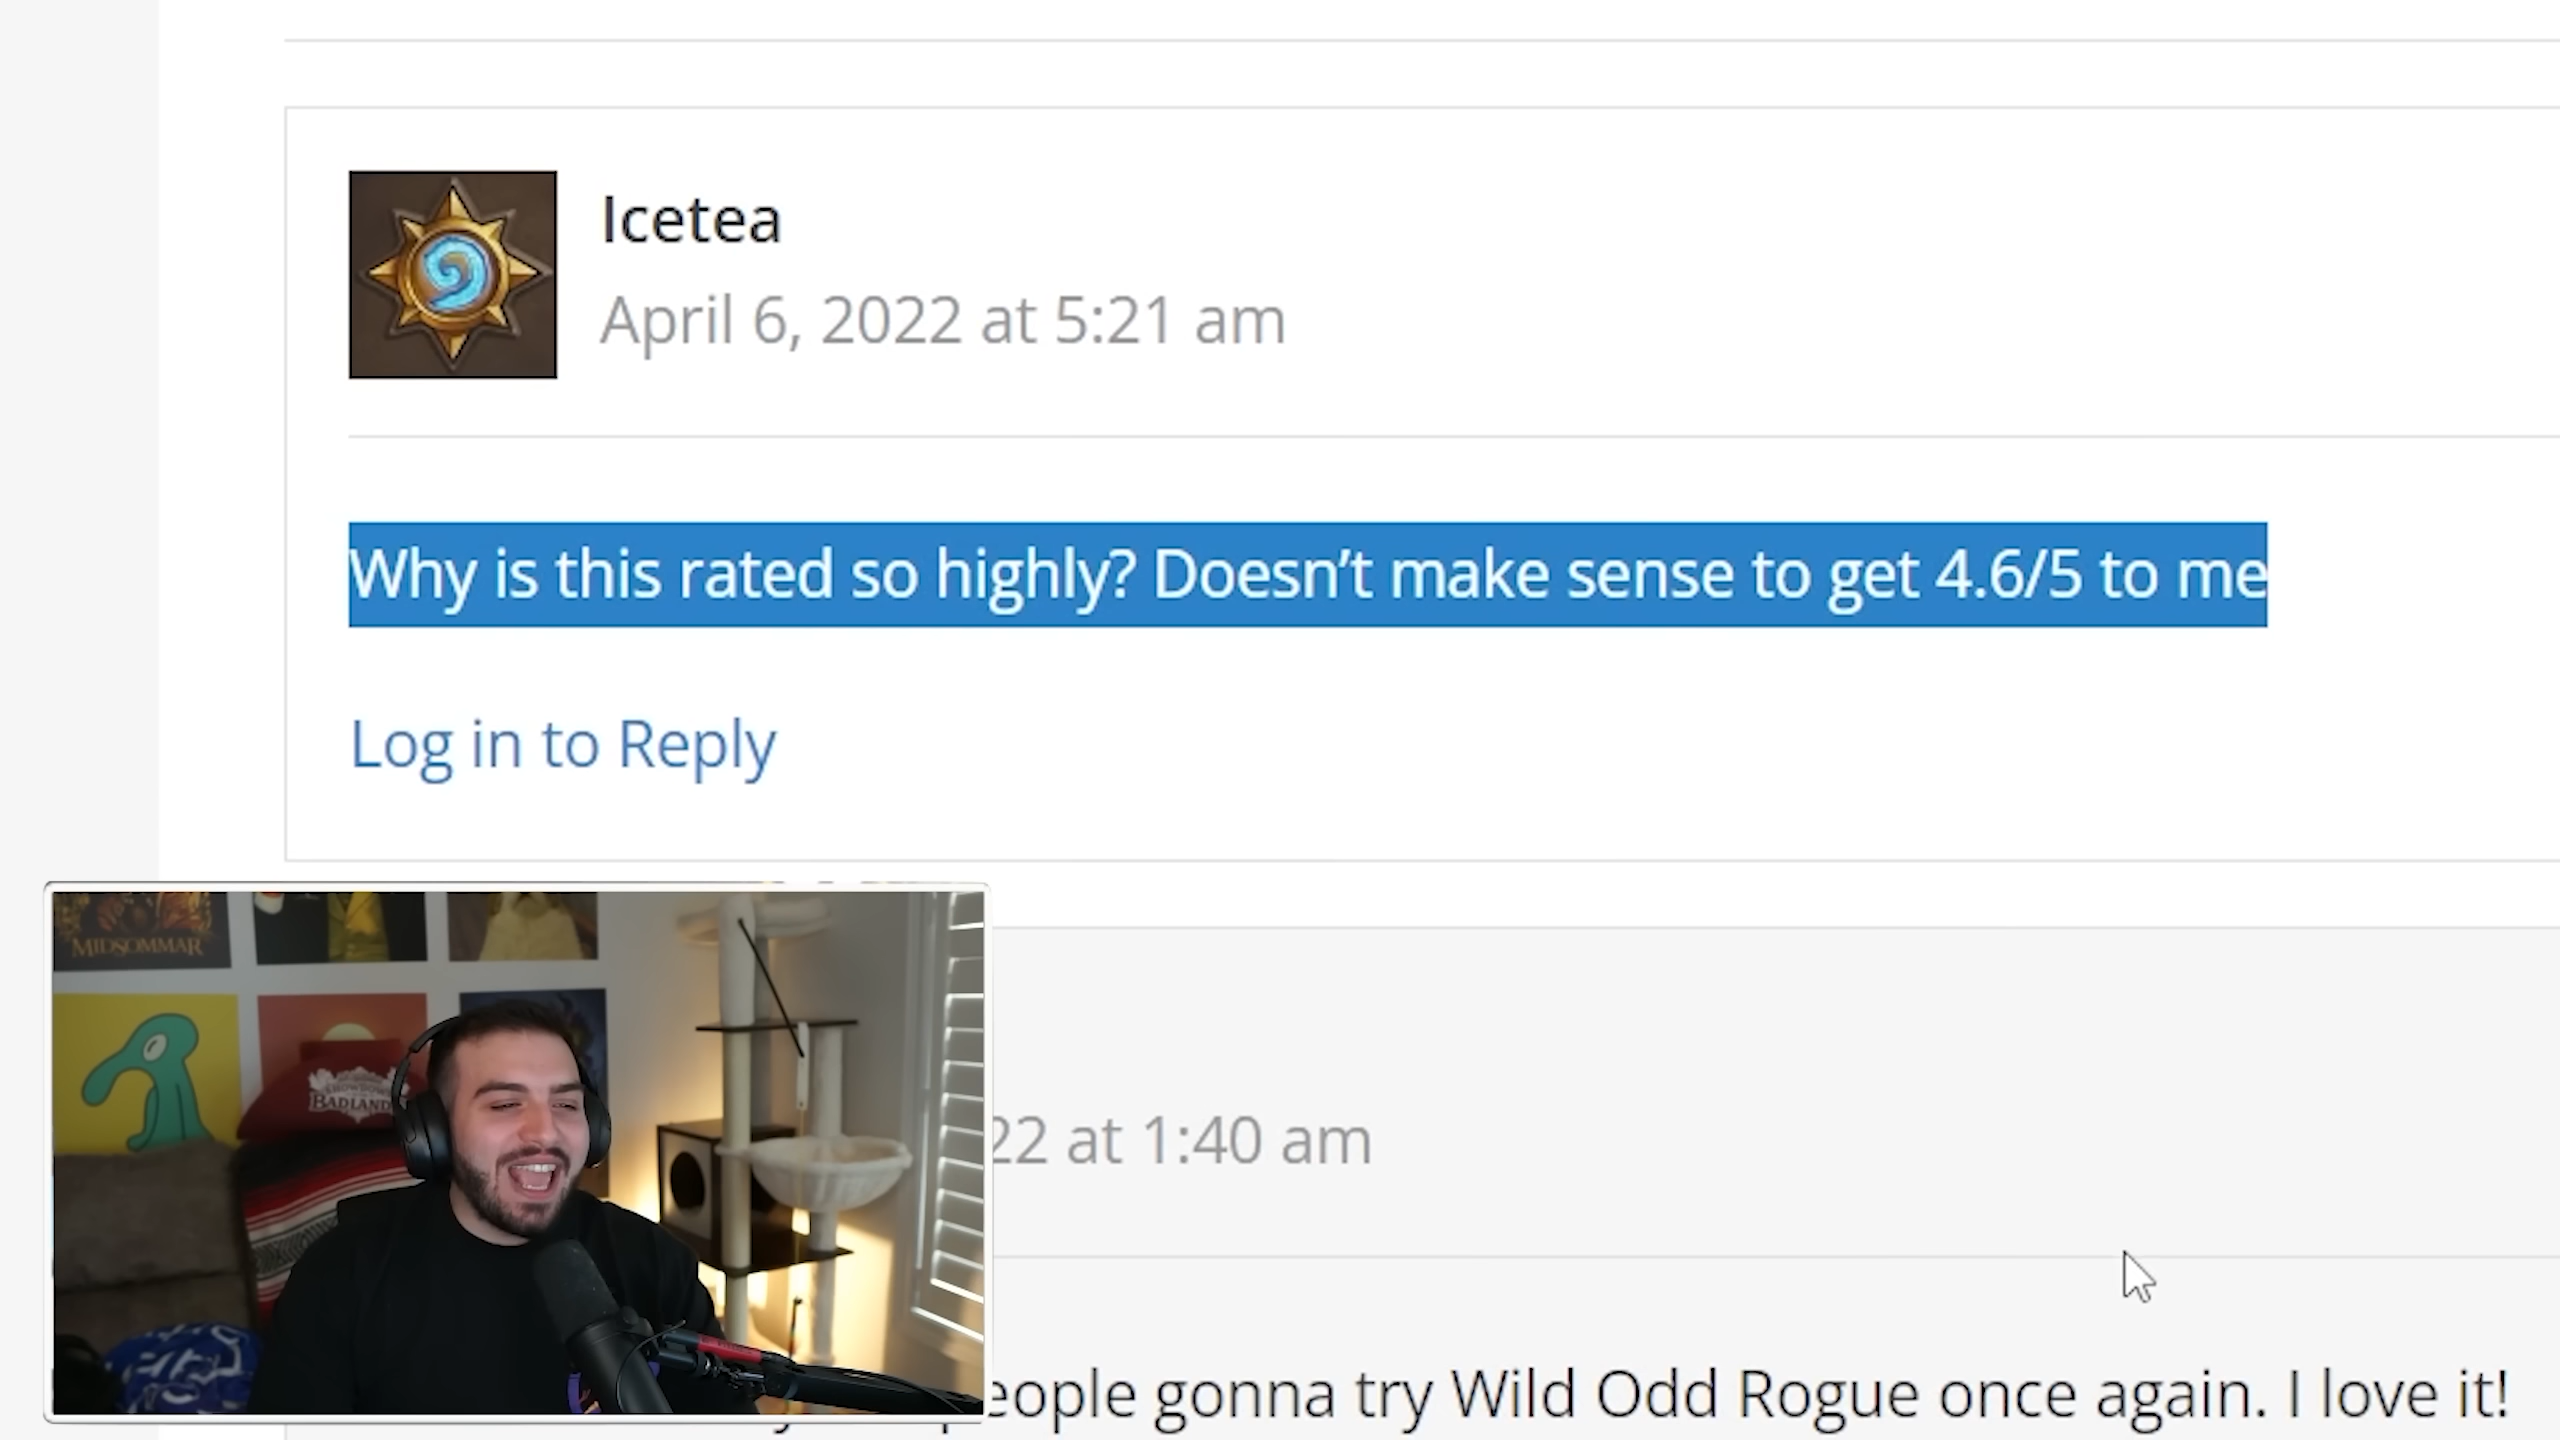 Icetea
April 6, 2022 at 5:21 am
Why is this rated so highly? Doesn’t make sense to get 4.6/5 to me
Log in to Reply
MIDSOMMAR
SHOWDOWN
BADLAND
22 at 1:40 am
eople gonna try Wild Odd Rogue once again. I love it!